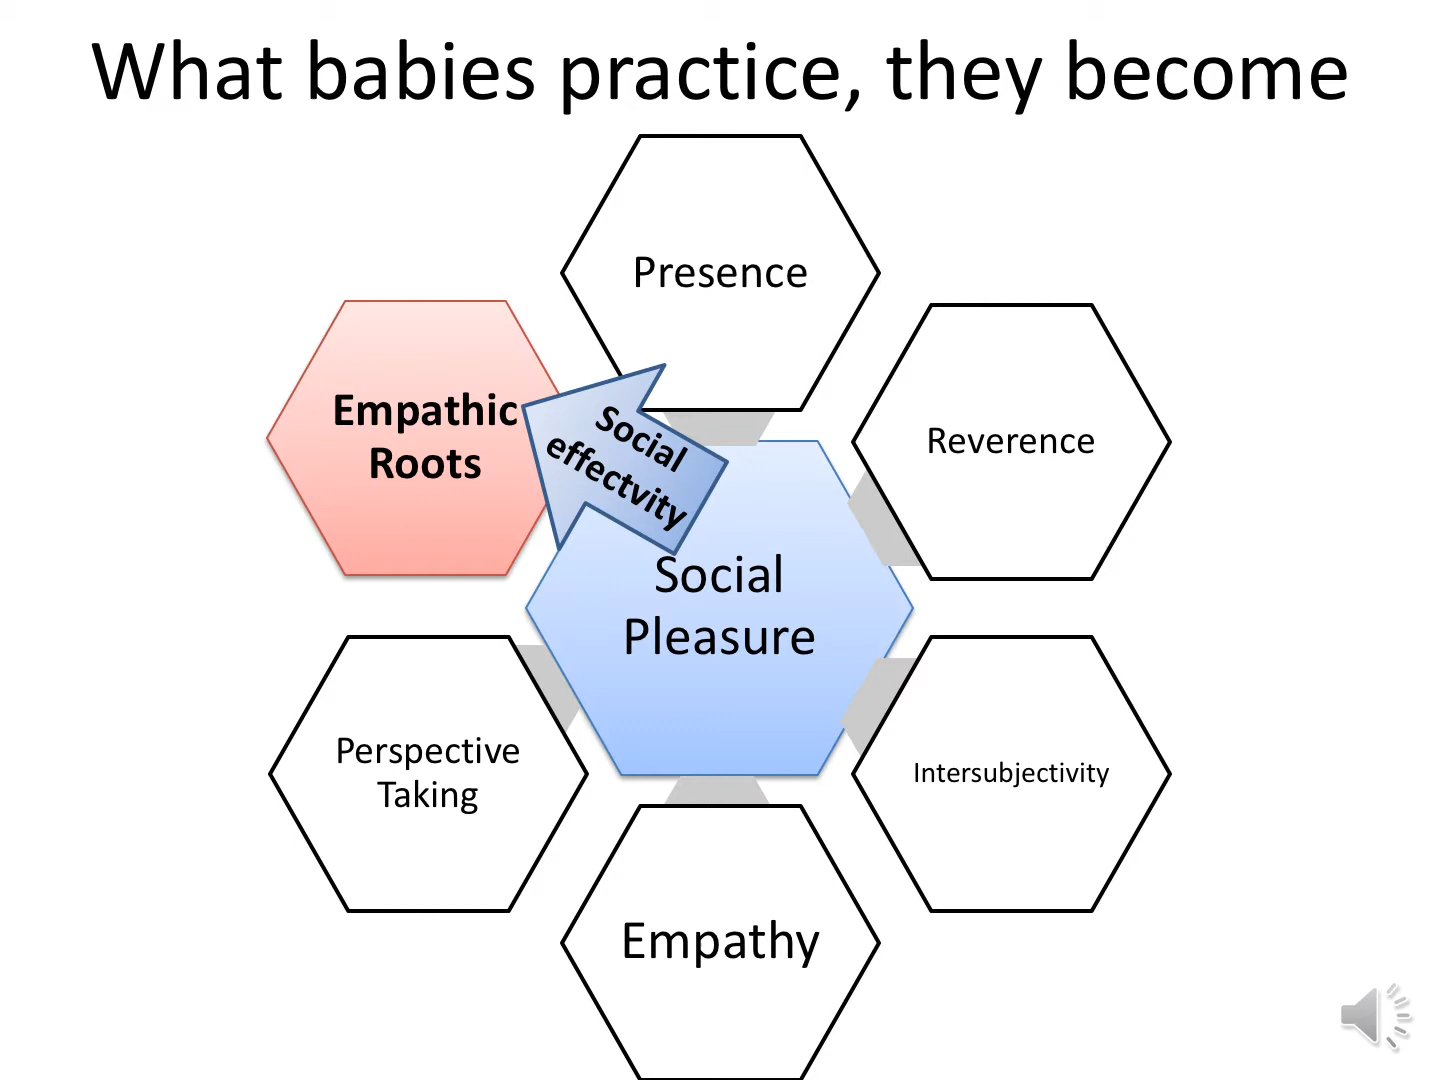 What babies practice, they become
Presence
Empathic
Roots
Social
effectvity
Reverence
Social
Pleasure
Perspective
Taking
Intersubjectivity
Empathy